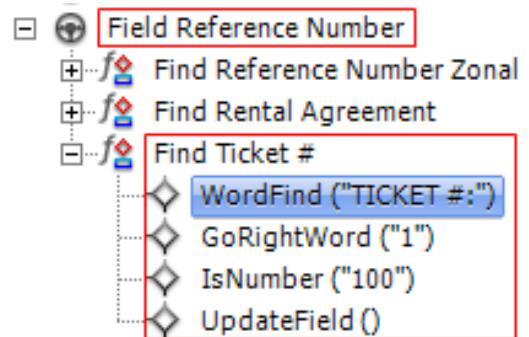 Field Reference Number
Find Reference Number Zonal
Find Rental Agreement
Find Ticket #
WordFind ("TICKET #:")
GoRightWord ("1")
IsNumber ("100")
UpdateField ()